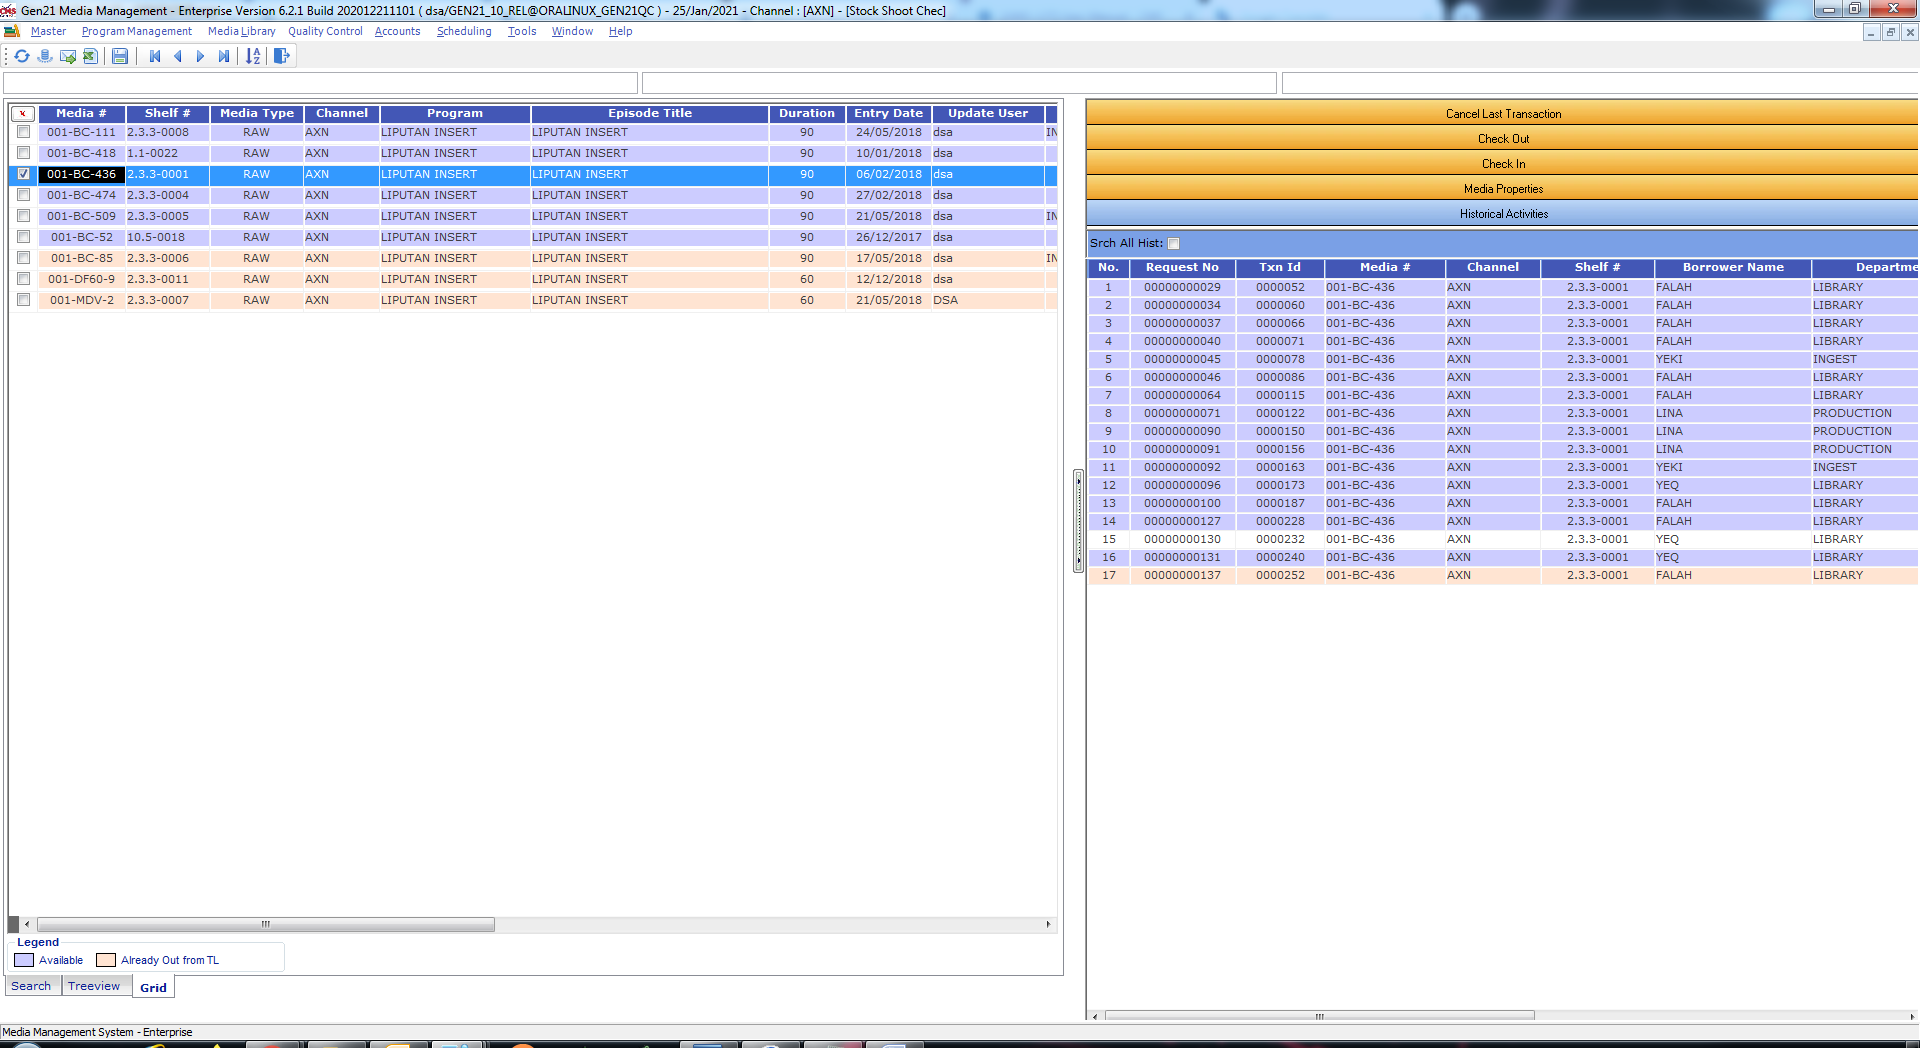 Gen21 Media Management - Enterprise Version 6.2.1 Build 202012211101 ( dsa/GEN21_10_REL@ORALINUX_GEN21QC ) - 25/Jan/2021 - Channel : [AXN] - [Stock Shoot Chec]
Master Program Management Media Library Quality Control Accounts Scheduling Tools Window Help
x Media # Shelf # Media Type Channel Program Episode Title Duration Entry Date Update User
001-BC-111 2.3.3-0008 RAW AXN LIPUTAN INSERT LIPUTAN INSERT 90 24/05/2018 dsa IN
001-BC-418 1.1-0022 RAW AXN LIPUTAN INSERT LIPUTAN INSERT 90 10/01/2018 dsa
001-BC-436 2.3.3-0001 RAW AXN LIPUTAN INSERT LIPUTAN INSERT 90 06/02/2018 dsa
001-BC-474 2.3.3-0004 RAW AXN LIPUTAN INSERT LIPUTAN INSERT 90 27/02/2018 dsa
001-BC-509 2.3.3-0005 RAW AXN LIPUTAN INSERT LIPUTAN INSERT 90 21/05/2018 dsa IN
001-BC-52 10.5-0018 RAW AXN LIPUTAN INSERT LIPUTAN INSERT 90 26/12/2017 dsa
001-BC-85 2.3.3-0006 RAW AXN LIPUTAN INSERT LIPUTAN INSERT 90 17/05/2018 dsa IN
001-DF60-9 2.3.3-0011 RAW AXN LIPUTAN INSERT LIPUTAN INSERT 60 12/12/2018 dsa
001-MDV-2 2.3.3-0007 RAW AXN LIPUTAN INSERT LIPUTAN INSERT 60 21/05/2018 DSA
Legend
Available Already Out from TL
Search Treeview Grid
Cancel Last Transaction
Check Out
Check In
Media Properties
Historical Activities
Srch All Hist:
No. Request No Txn Id Media # Channel Shelf # Borrower Name Departme
1 00000000029 0000052 001-BC-436 AXN 2.3.3-0001 FALAH LIBRARY
2 00000000034 0000060 001-BC-436 AXN 2.3.3-0001 FALAH LIBRARY
3 00000000037 0000066 001-BC-436 AXN 2.3.3-0001 FALAH LIBRARY
4 00000000040 0000071 001-BC-436 AXN 2.3.3-0001 FALAH LIBRARY
5 00000000045 0000078 001-BC-436 AXN 2.3.3-0001 YEKI INGEST
6 00000000046 0000086 001-BC-436 AXN 2.3.3-0001 FALAH LIBRARY
7 00000000064 0000115 001-BC-436 AXN 2.3.3-0001 FALAH LIBRARY
8 00000000071 0000122 001-BC-436 AXN 2.3.3-0001 LINA PRODUCTION
9 00000000090 0000150 001-BC-436 AXN 2.3.3-0001 LINA PRODUCTION
10 00000000091 0000156 001-BC-436 AXN 2.3.3-0001 LINA PRODUCTION
11 00000000092 0000163 001-BC-436 AXN 2.3.3-0001 YEKI INGEST
12 00000000096 0000173 001-BC-436 AXN 2.3.3-0001 YEQ LIBRARY
13 00000000100 0000187 001-BC-436 AXN 2.3.3-0001 FALAH LIBRARY
14 00000000127 0000228 001-BC-436 AXN 2.3.3-0001 FALAH LIBRARY
15 00000000130 0000232 001-BC-436 AXN 2.3.3-0001 YEQ LIBRARY
16 00000000131 0000240 001-BC-436 AXN 2.3.3-0001 YEQ LIBRARY
17 00000000137 0000252 001-BC-436 AXN 2.3.3-0001 FALAH LIBRARY
Media Management System - Enterprise